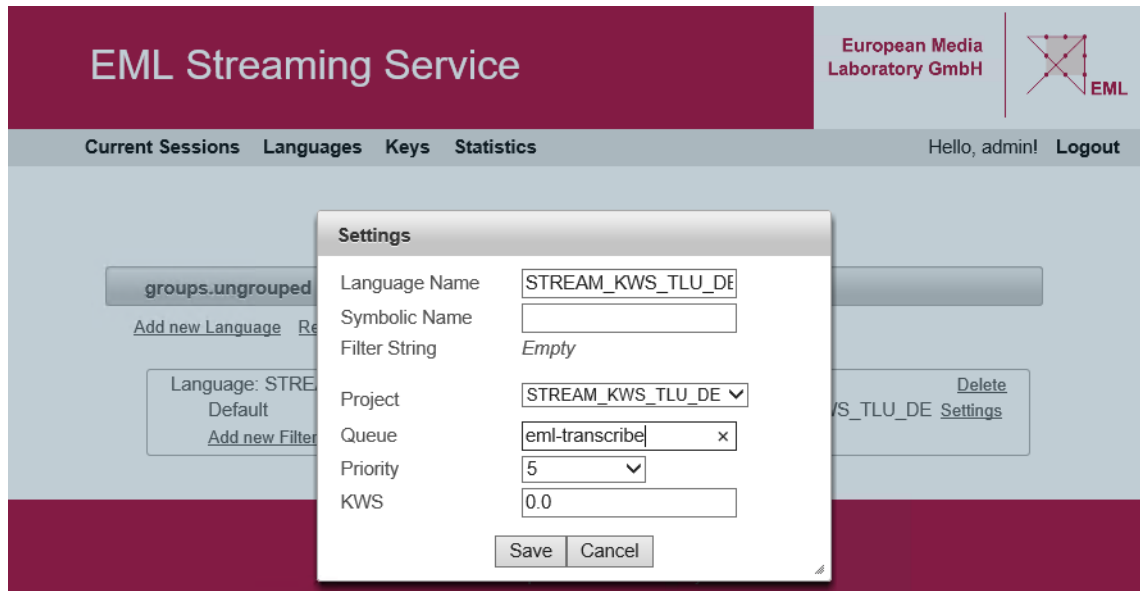 EML Streaming Service
European Media
Laboratory GmbH
EML
Current Sessions Languages Keys Statistics
Hello, admin! Logout
Settings
groups.ungrouped
Add new Language Re
Language: STRE
Default
Add new Filter
Delete
/S_TLU_DE Settings
Language Name STREAM_KWS_TLU_DE
Symbolic Name
Filter String Empty
Project STREAM_KWS_TLU_DE
Queue eml-transcribe ×
Priority 5
KWS 0.0
Save Cancel